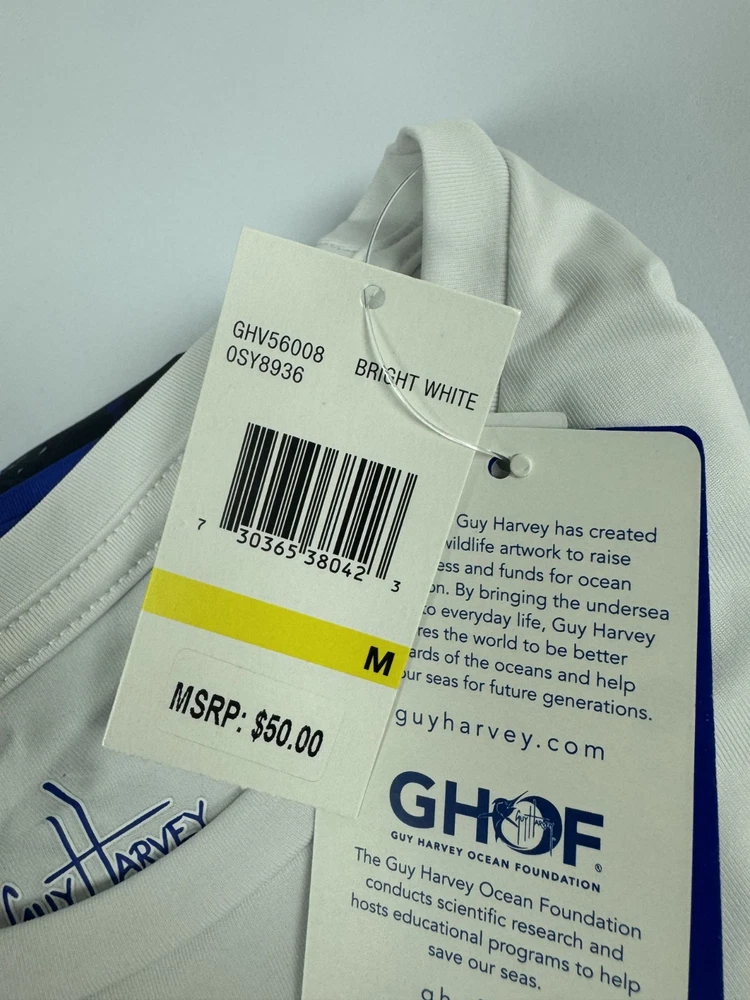 GHV56008
0SY8936
BRIGHT WHITE
7 30365 38042 3
M
MSRP: $50.00
Guy Harvey has created
wildlife artwork to raise
and funds for ocean
By bringing the undersea
to everyday life, Guy Harvey
the world to be better
of the oceans and help
our seas for future generations.
guyharvey.com
GHOF
GUY HARVEY
GUY HARVEY OCEAN FOUNDATION
®
The Guy Harvey Ocean Foundation
conducts scientific research and
hosts educational programs to help
save our seas.
GUY HARVEY